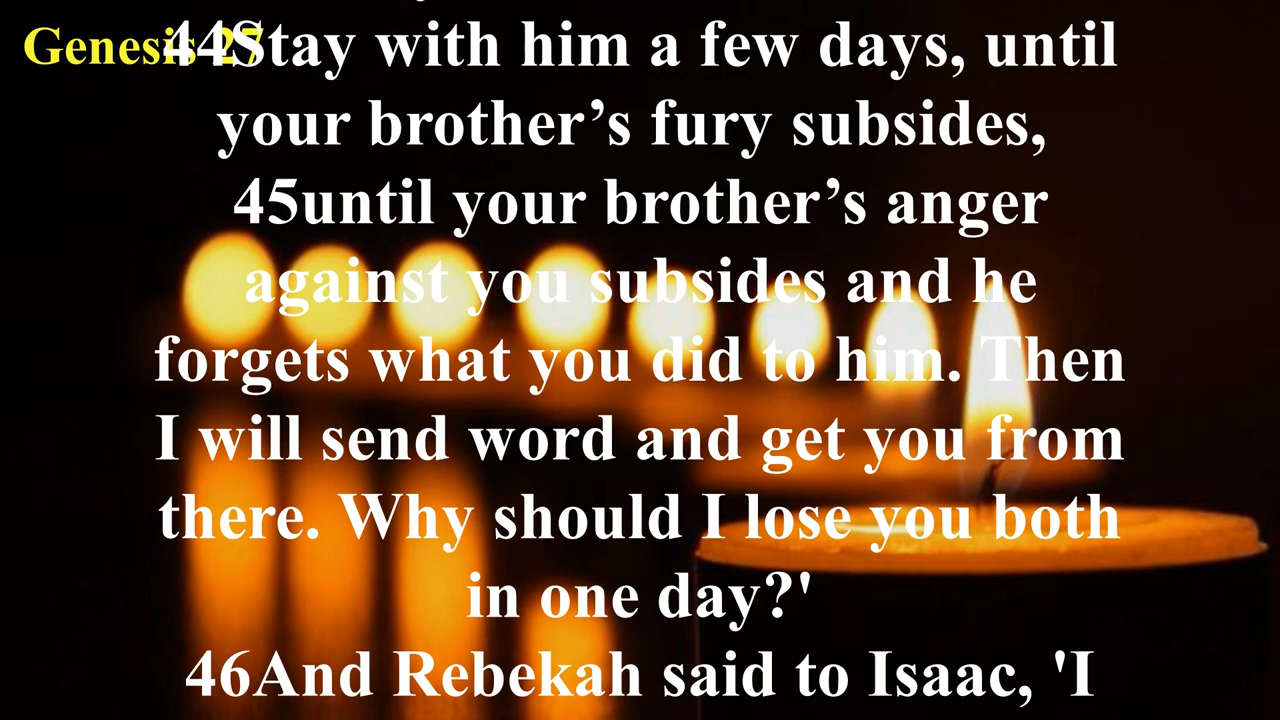 Genesis 27
44Stay with him a few days, until
your brother’s fury subsides,
45until your brother’s anger
against you subsides and he
forgets what you did to him. Then
I will send word and get you from
there. Why should I lose you both
in one day?'
46And Rebekah said to Isaac, 'I